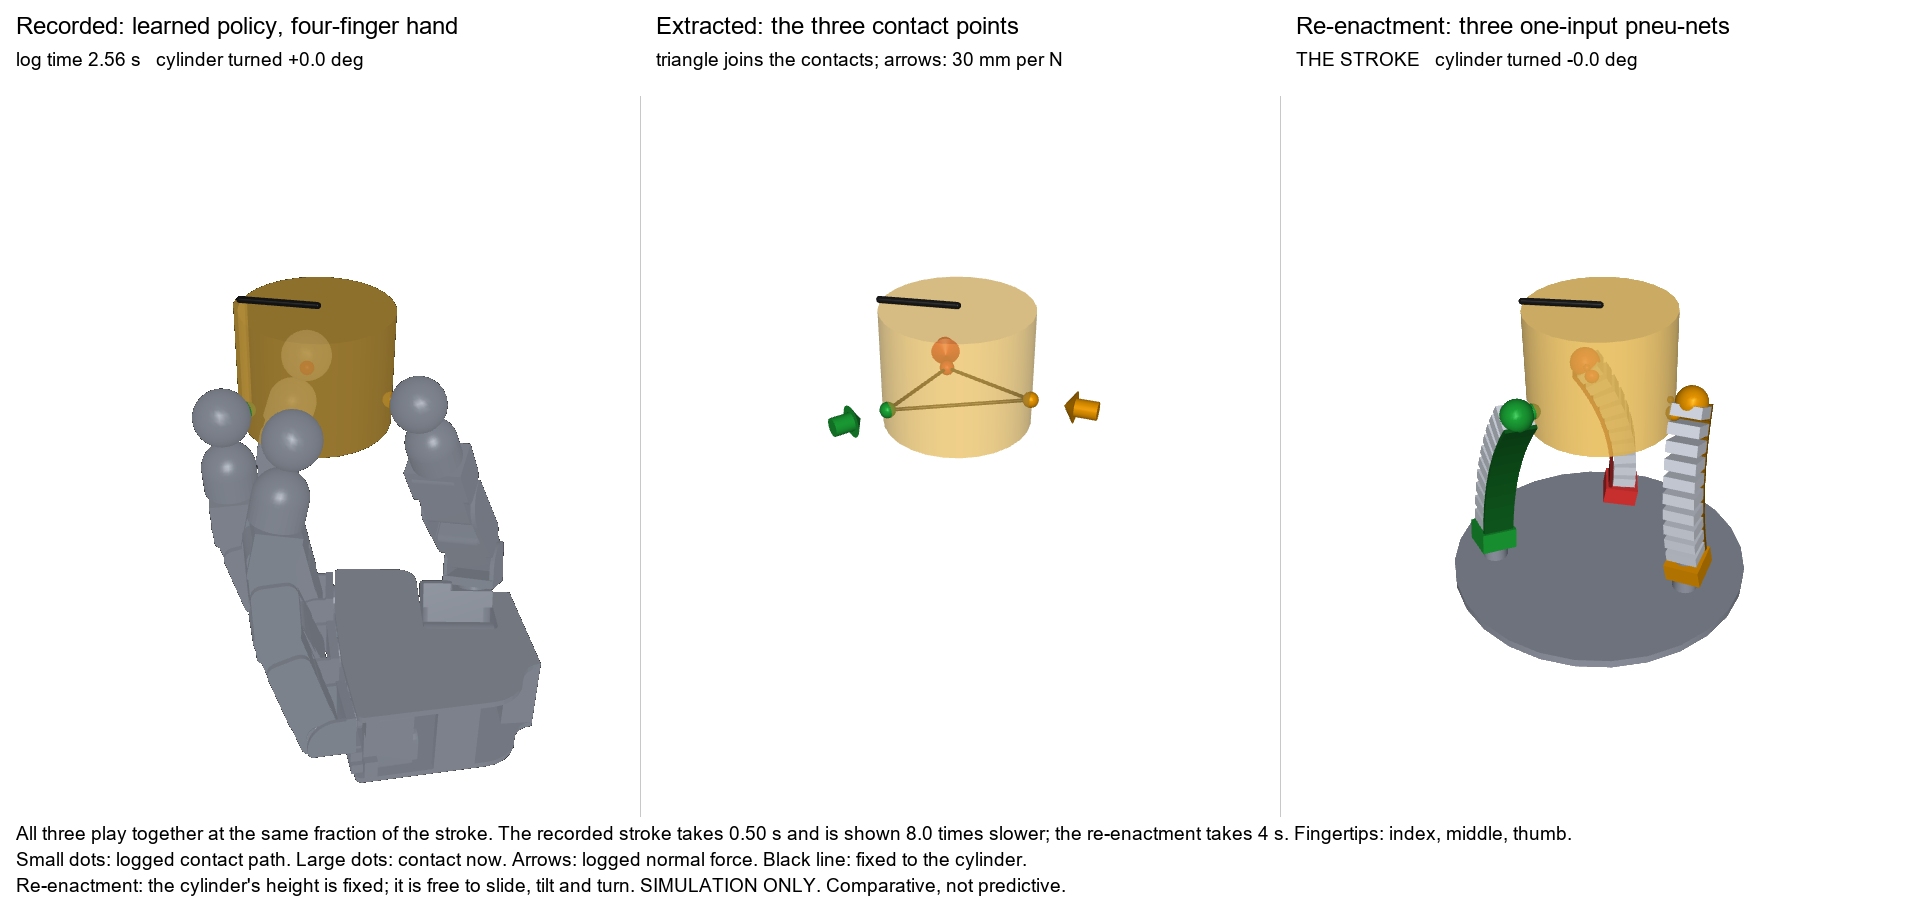 Recorded: learned policy, four-finger hand
log time 2.56 s   cylinder turned +0.0 deg
Extracted: the three contact points
triangle joins the contacts; arrows: 30 mm per N
Re-enactment: three one-input pneu-nets
THE STROKE   cylinder turned -0.0 deg
All three play together at the same fraction of the stroke. The recorded stroke takes 0.50 s and is shown 8.0 times slower; the re-enactment takes 4 s. Fingertips: index, middle, thumb.
Small dots: logged contact path. Large dots: contact now. Arrows: logged normal force. Black line: fixed to the cylinder.
Re-enactment: the cylinder's height is fixed; it is free to slide, tilt and turn. SIMULATION ONLY. Comparative, not predictive.